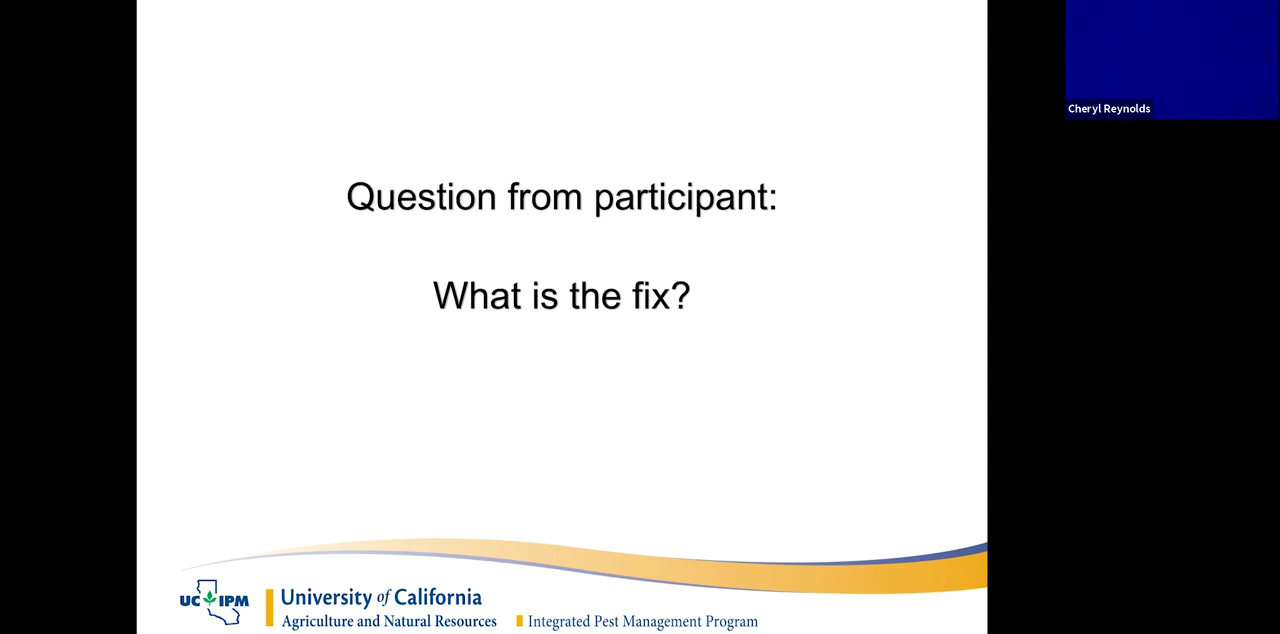 Cheryl Reynolds
Question from participant:
What is the fix?
UC IPM
University of California
Agriculture and Natural Resources
Integrated Pest Management Program